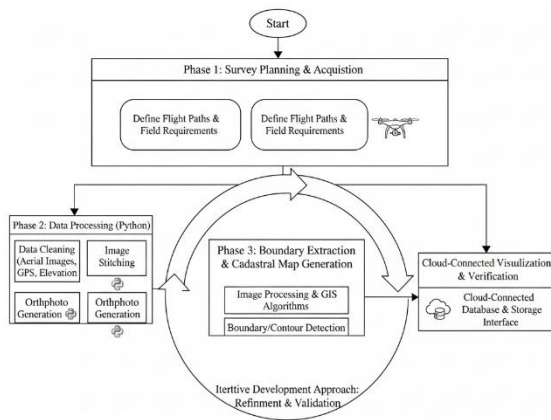 Start
Phase 1: Survey Planning & Acquistion
Define Flight Paths &
Field Requirements
Define Flight Paths &
Field Requirements
Phase 2: Data Processing (Python)
Data Cleaning
(Aerial Images,
GPS, Elevation
Image
Stitching
Orthphoto
Generation
Orthphoto
Generation
Phase 3: Boundary Extraction
& Cadastral Map Generation
Image Processing & GIS
Algorithms
Boundary/Contour Detection
Cloud-Connected Visulization
& Verification
Cloud-Connected
Database & Storage
Interface
Iterttive Development Approach:
Refinment & Validation